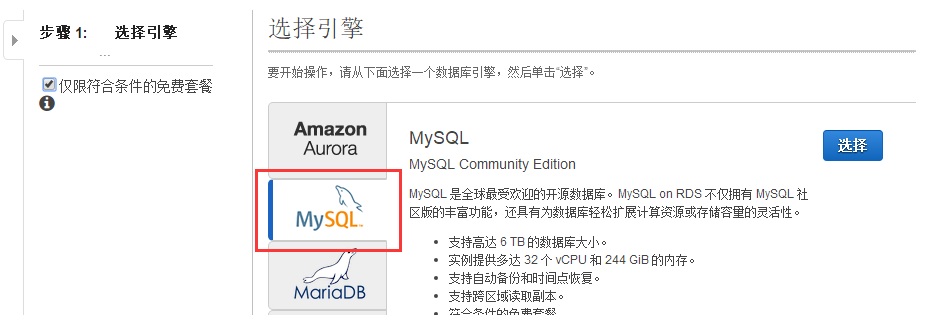 步骤 1: 选择引擎
...
仅限符合条件的免费套餐
选择引擎
要开始操作，请从下面选择一个数据库引擎，然后单击“选择”。
Amazon
Aurora
MySQL
MariaDB
MySQL
选择
MySQL Community Edition
MySQL 是全球最受欢迎的开源数据库。MySQL on RDS 不仅拥有 MySQL 社
区版的丰富功能，还具有为数据库轻松扩展计算资源或存储容量的灵活性。
• 支持高达 6 TB 的数据库大小。
• 实例提供多达 32 个 vCPU 和 244 GiB 的内存。
• 支持自动备份和时间点恢复。
• 支持跨区域读取副本。
• 符合条件的免费套餐